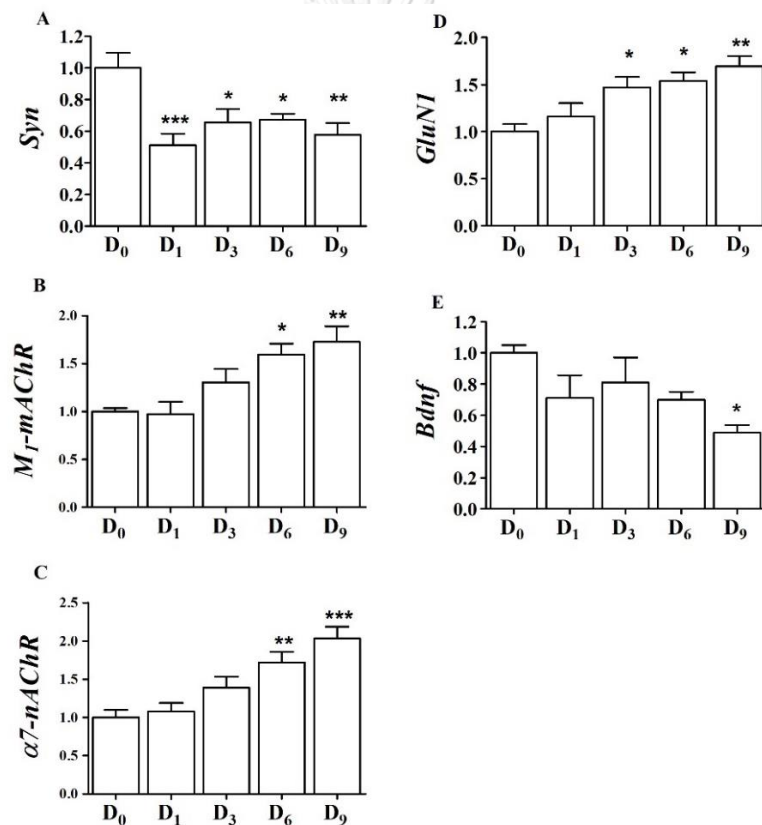 A
Syn
1.2
1.0
0.8
0.6
0.4
0.2
0.0
***
*
*
**
D₀ D₁ D₃ D₆ D₉
B
M₁-mAChR
2.0
1.5
1.0
0.5
0.0
*
**
D₀ D₁ D₃ D₆ D₉
C
α7-nAChR
2.5
2.0
1.5
1.0
0.5
0.0
**
***
D₀ D₁ D₃ D₆ D₉
D
GluN1
2.0
1.5
1.0
0.5
0.0
*
*
**
D₀ D₁ D₃ D₆ D₉
E
Bdnf
1.2
1.0
0.8
0.6
0.4
0.2
0.0
*
D₀ D₁ D₃ D₆ D₉